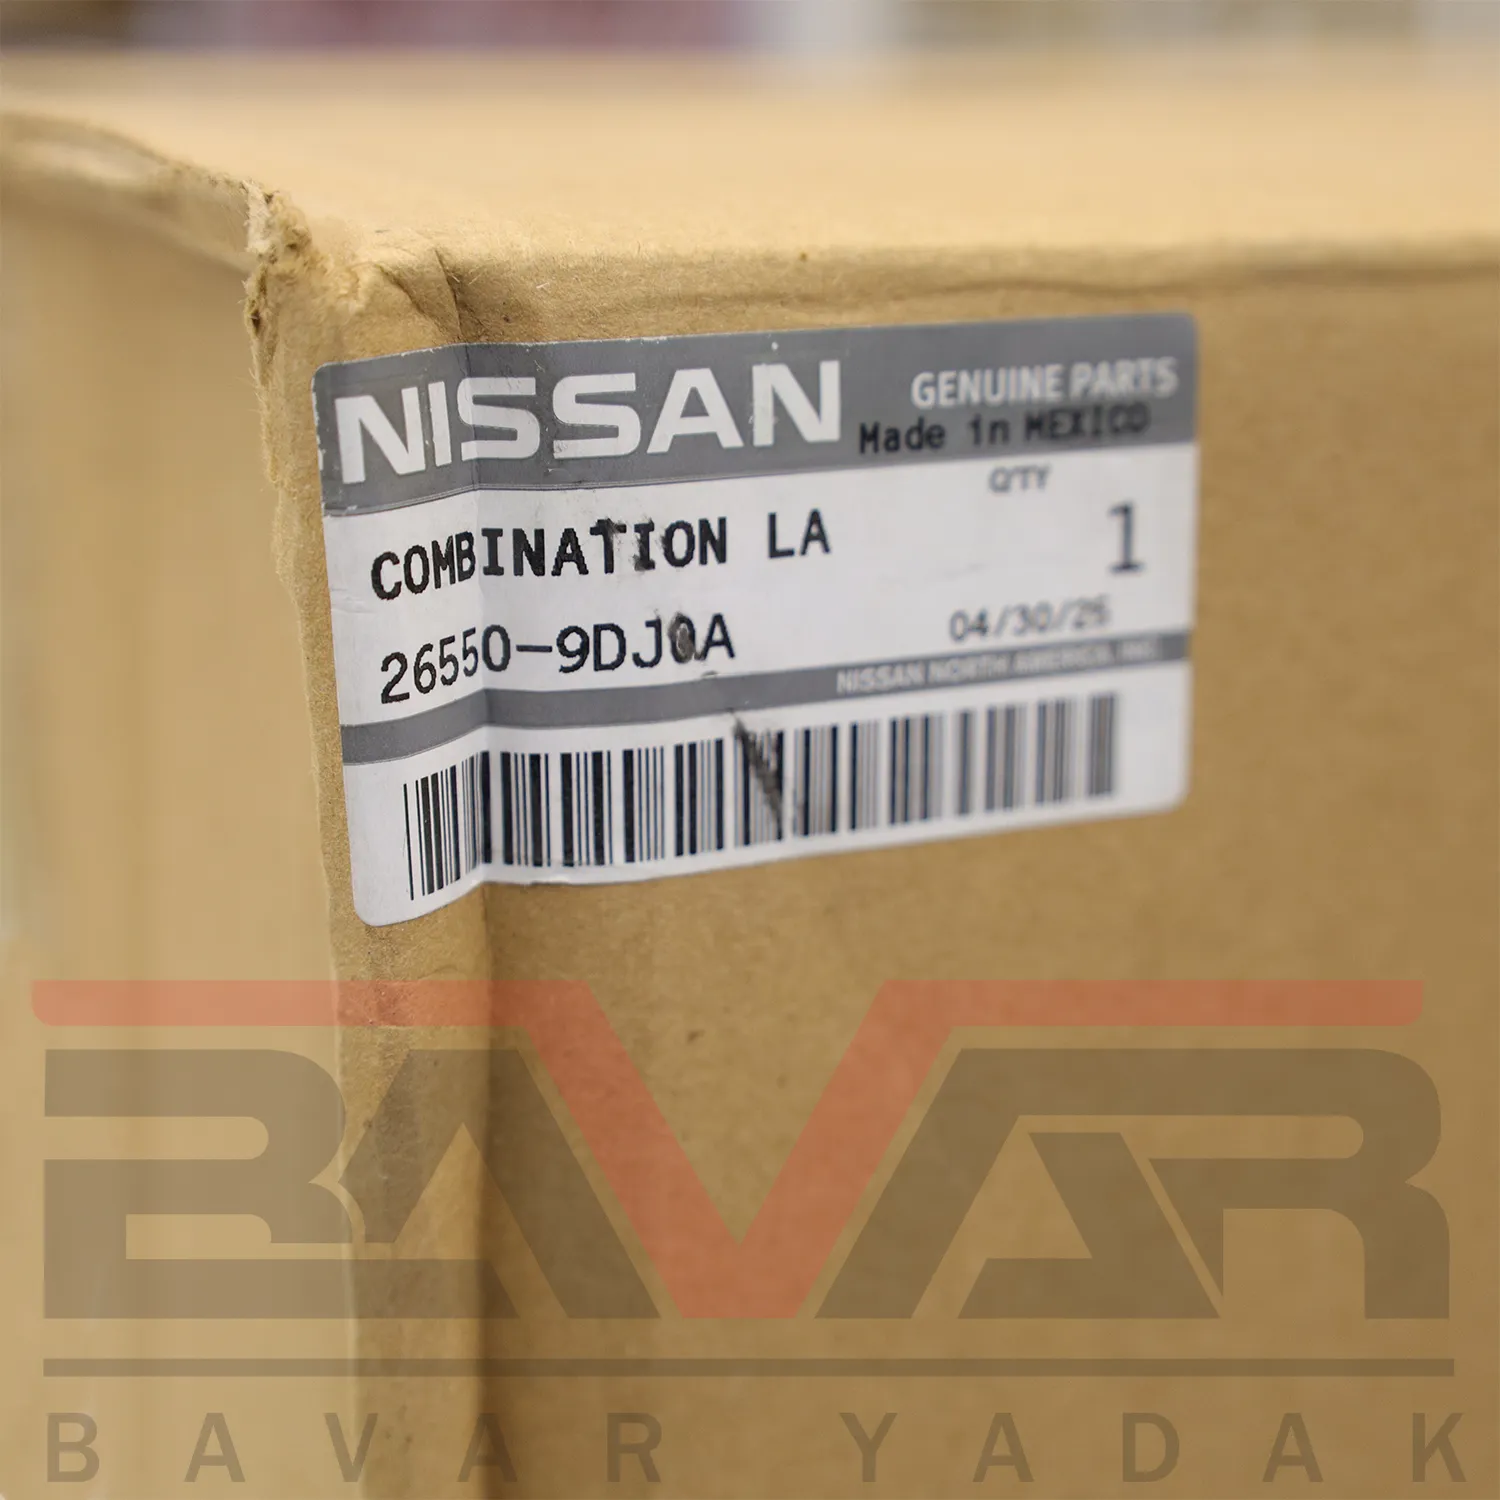 NISSAN
GENUINE PARTS
Made in MEXICO
QTY
COMBINATION LA
1
26550-9DJ0A
04/30/26
NISSAN NORTH AMERICA, INC.
BAVAR
BAVAR YADAK